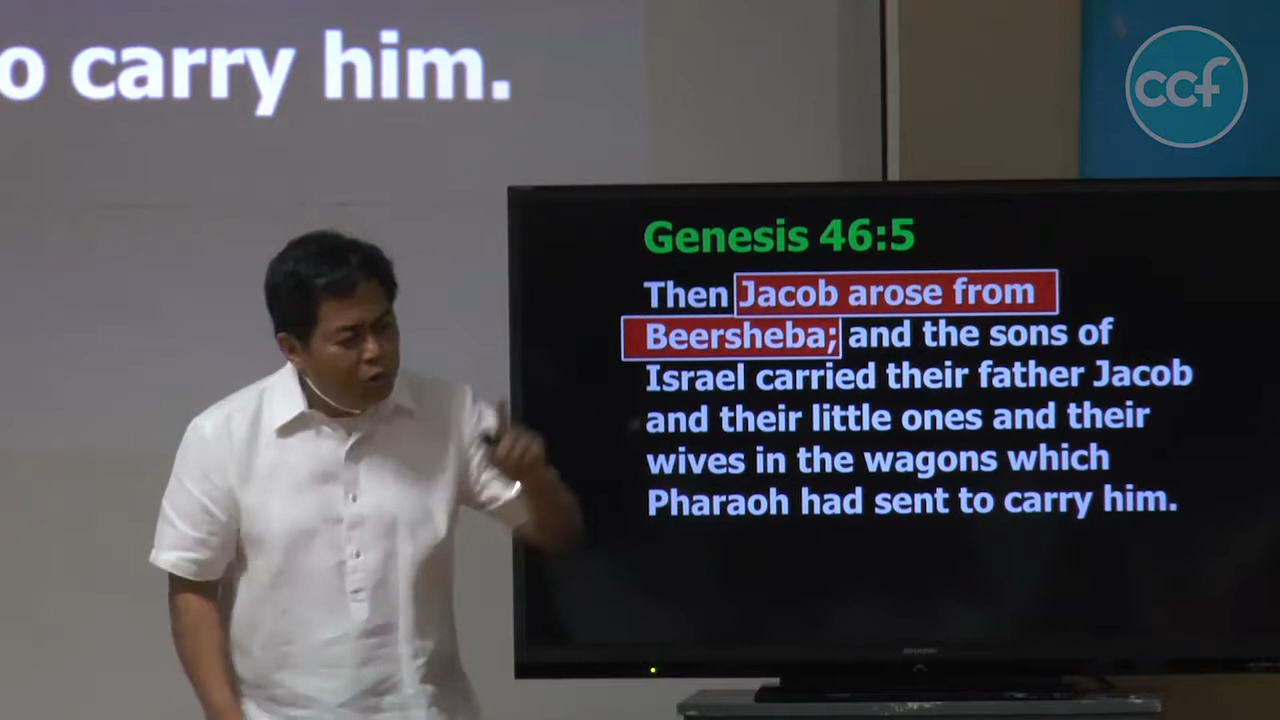 o carry him.
ccf
Genesis 46:5
Then Jacob arose from
Beersheba; and the sons of
Israel carried their father Jacob
and their little ones and their
wives in the wagons which
Pharaoh had sent to carry him.
SHARP